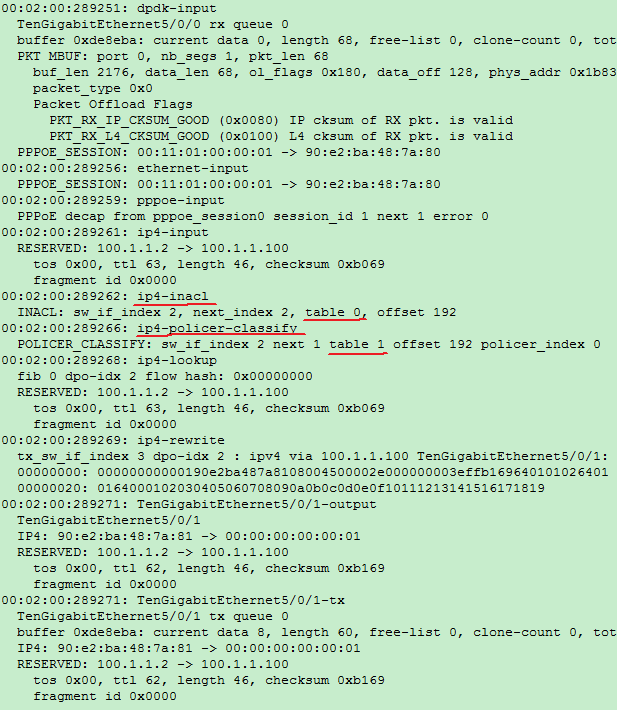 00:02:00:289251: dpdk-input
TenGigabitEthernet5/0/0 rx queue 0
buffer 0xde8eba: current data 0, length 68, free-list 0, clone-count 0, tot
PKT MBUF: port 0, nb_segs 1, pkt_len 68
buf_len 2176, data_len 68, ol_flags 0x180, data_off 128, phys_addr 0x1b83
packet_type 0x0
Packet Offload Flags
PKT_RX_IP_CKSUM_GOOD (0x0080) IP cksum of RX pkt. is valid
PKT_RX_L4_CKSUM_GOOD (0x0100) L4 cksum of RX pkt. is valid
PPPOE_SESSION: 00:11:01:00:00:01 -> 90:e2:ba:48:7a:80
00:02:00:289256: ethernet-input
PPPOE_SESSION: 00:11:01:00:00:01 -> 90:e2:ba:48:7a:80
00:02:00:289259: pppoe-input
PPPoE decap from pppoe_session0 session_id 1 next 1 error 0
00:02:00:289261: ip4-input
RESERVED: 100.1.1.2 -> 100.1.1.100
tos 0x00, ttl 63, length 46, checksum 0xb069
fragment id 0x0000
00:02:00:289262: ip4-inacl
INACL: sw_if_index 2, next_index 2, table 0, offset 192
00:02:00:289266: ip4-policer-classify
POLICER_CLASSIFY: sw_if_index 2 next 1 table 1 offset 192 policer_index 0
00:02:00:289268: ip4-lookup
fib 0 dpo-idx 2 flow hash: 0x00000000
RESERVED: 100.1.1.2 -> 100.1.1.100
tos 0x00, ttl 63, length 46, checksum 0xb069
fragment id 0x0000
00:02:00:289269: ip4-rewrite
tx_sw_if_index 3 dpo-idx 2 : ipv4 via 100.1.1.100 TenGigabitEthernet5/0/1:
00000000: 00000000000190e2ba487a8108004500002e000000003effb169640101026401
00000020: 01640001020304050607080 90a0b0c0d0e0f10111213141516171819
00:02:00:289271: TenGigabitEthernet5/0/1-output
TenGigabitEthernet5/0/1
IP4: 90:e2:ba:48:7a:81 -> 00:00:00:00:00:01
RESERVED: 100.1.1.2 -> 100.1.1.100
tos 0x00, ttl 62, length 46, checksum 0xb169
fragment id 0x0000
00:02:00:289271: TenGigabitEthernet5/0/1-tx
TenGigabitEthernet5/0/1 tx queue 0
buffer 0xde8eba: current data 8, length 60, free-list 0, clone-count 0, tot
IP4: 90:e2:ba:48:7a:81 -> 00:00:00:00:00:01
RESERVED: 100.1.1.2 -> 100.1.1.100
tos 0x00, ttl 62, length 46, checksum 0xb169
fragment id 0x0000